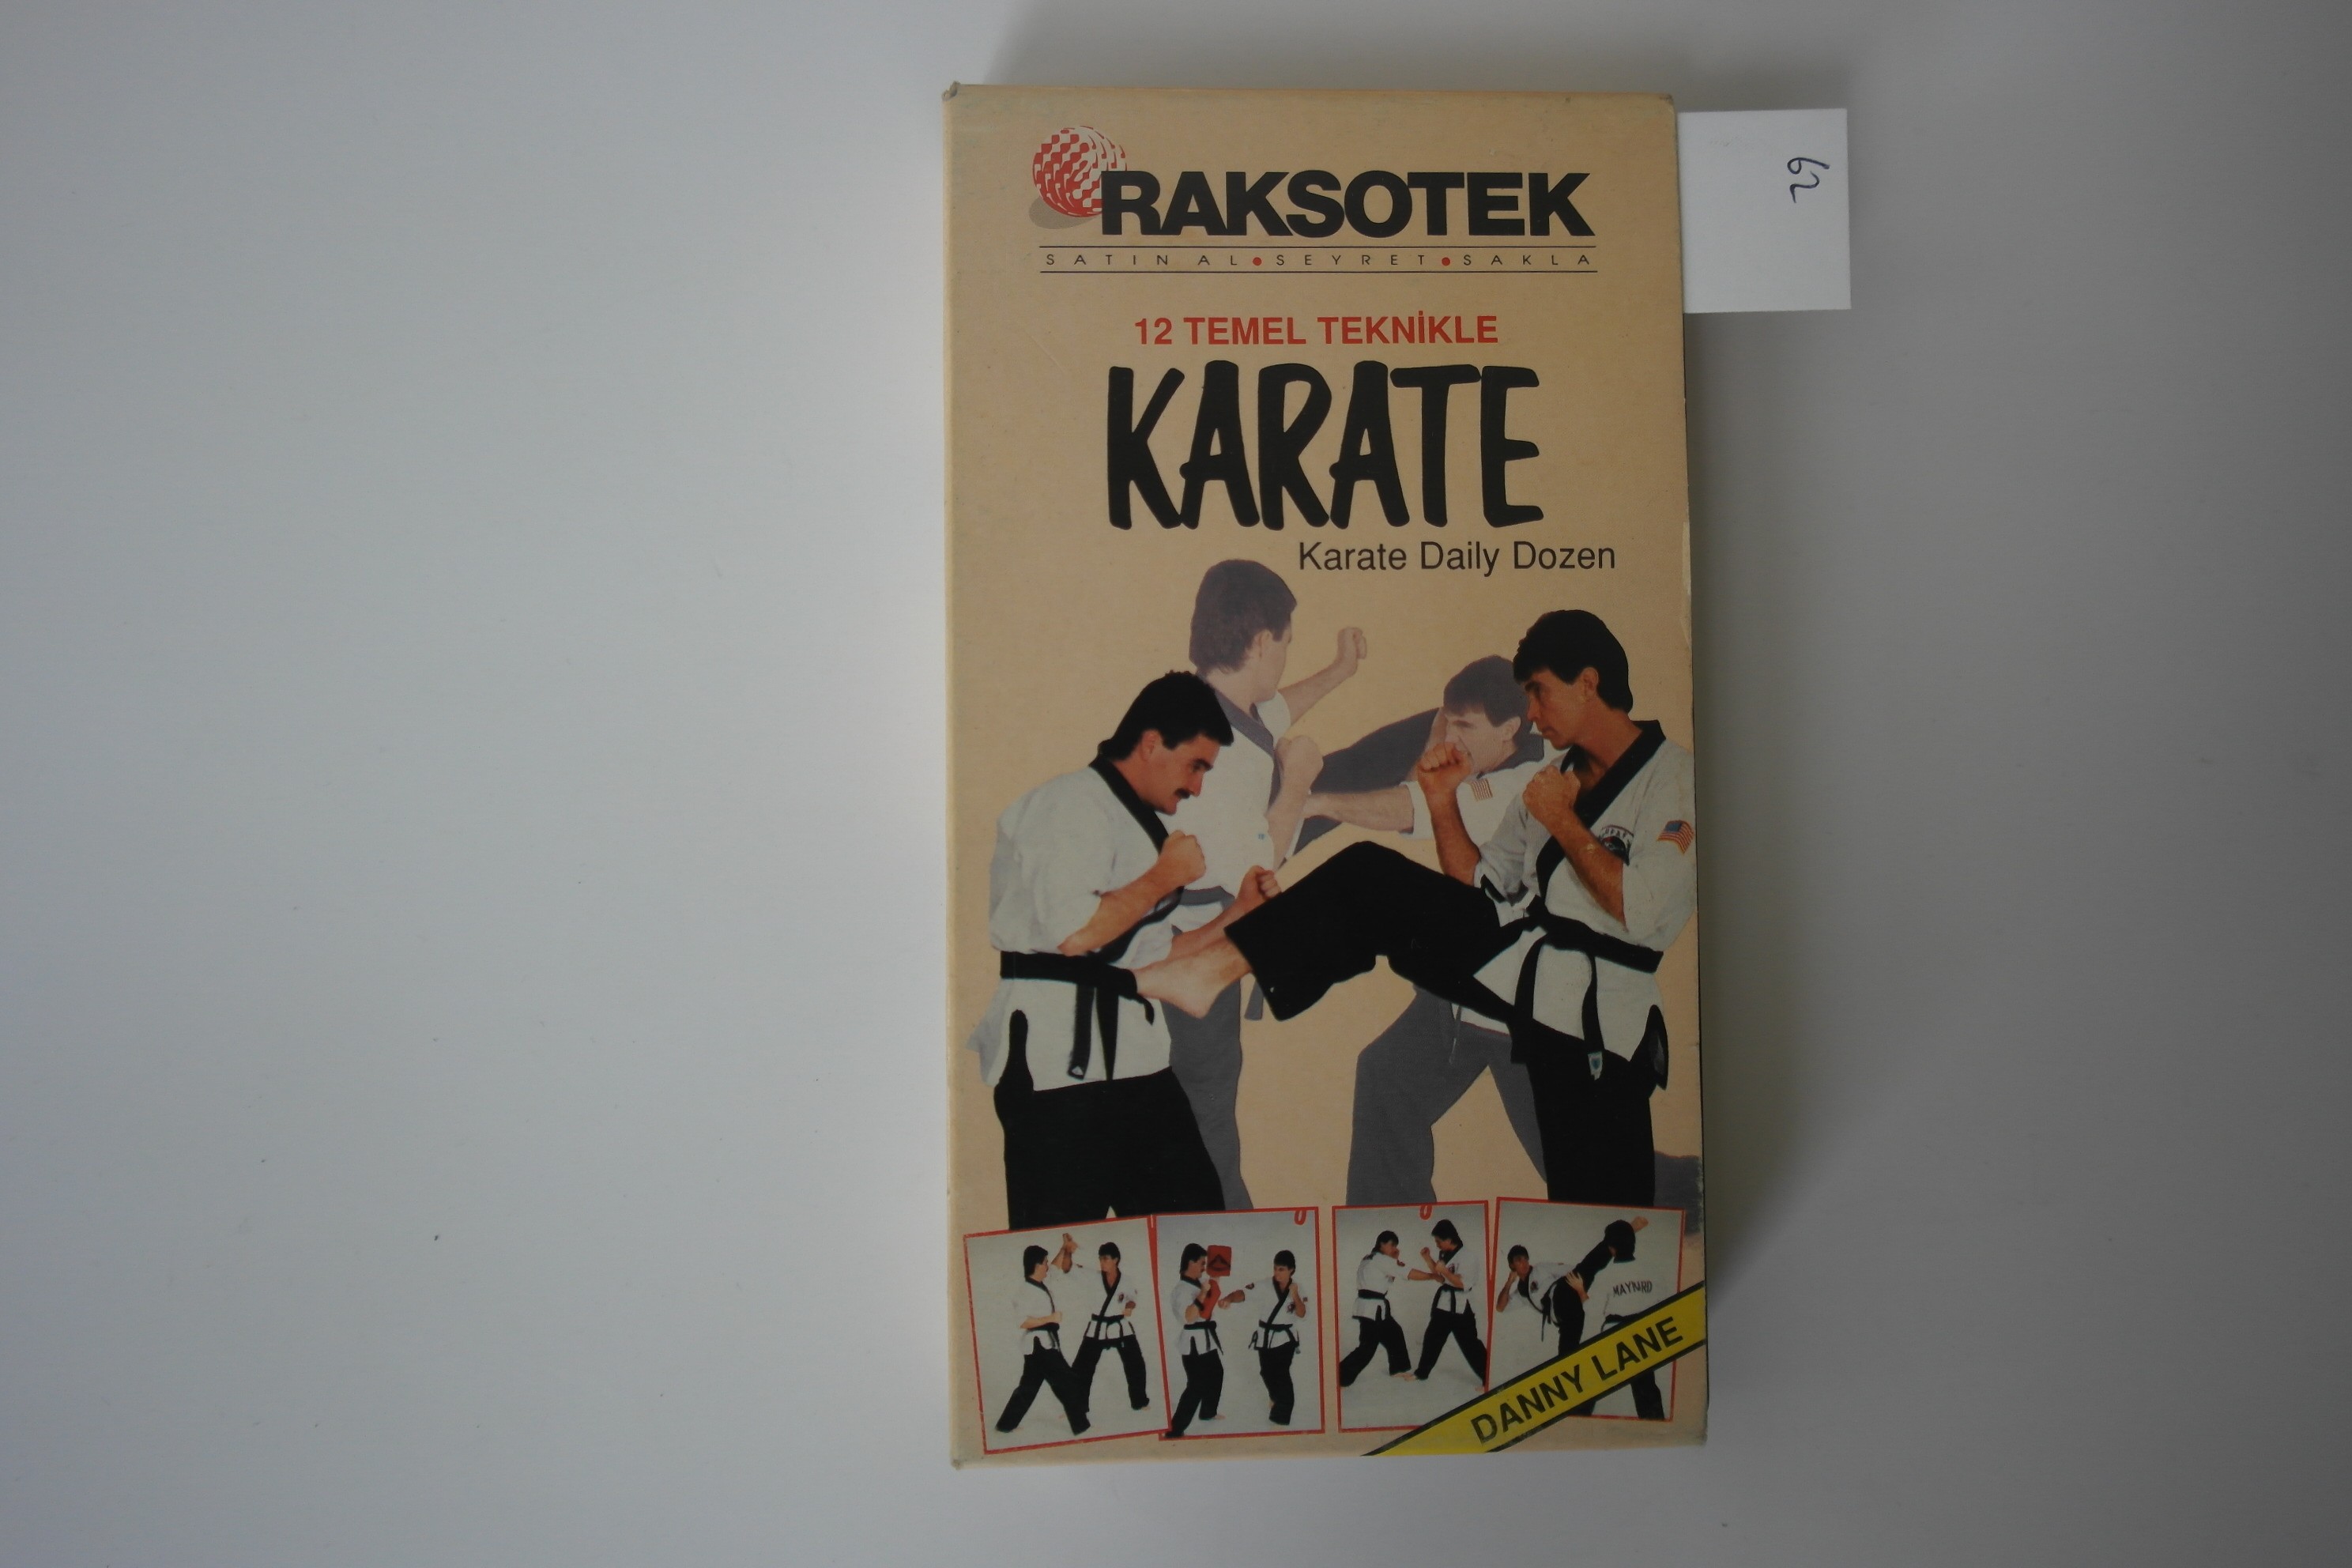 RAKSOTEK
SATIN AL • SEYRET • SAKLA
62
12 TEMEL TEKNİKLE
KARATE
Karate Daily Dozen
MAYNARD
DANNY LANE